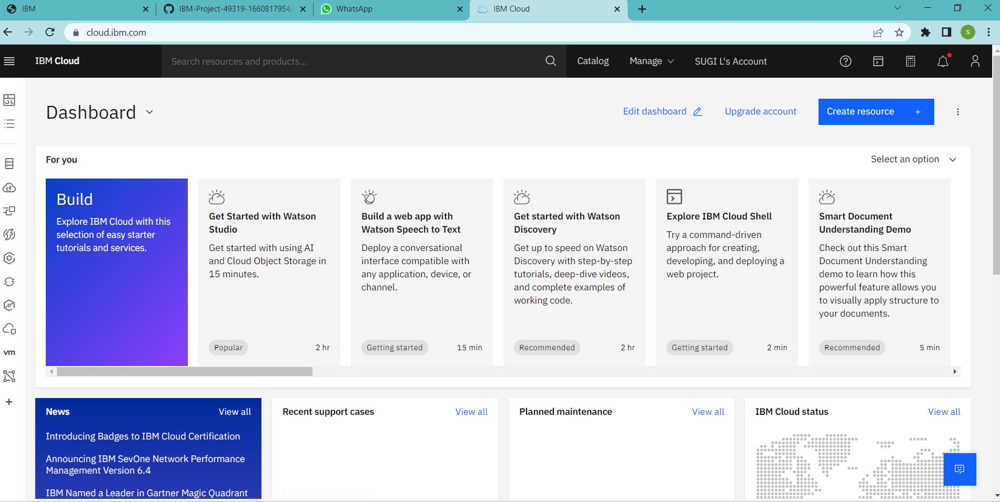 IBM
IBM-Project-49319-1660817954/
WhatsApp
IBM Cloud
cloud.ibm.com
S
IBM Cloud
Search resources and products...
Catalog
Manage
SUGI L's Account
Dashboard
Edit dashboard
Upgrade account
Create resource +
For you
Select an option
Build
Explore IBM Cloud with this
selection of easy starter
tutorials and services.
Get Started with Watson
Studio
Get started with using AI
and Cloud Object Storage in
15 minutes.
Popular
2 hr
Build a web app with
Watson Speech to Text
Deploy a conversational
interface compatible with
any application, device, or
channel.
Getting started
15 min
Get started with Watson
Discovery
Get up to speed on Watson
Discovery with step-by-step
tutorials, deep-dive videos,
and complete examples of
working code.
Recommended
2 hr
Explore IBM Cloud Shell
Try a command-driven
approach for creating,
developing, and deploying a
web project.
Getting started
2 min
Smart Document
Understanding Demo
Check out this Smart
Document Understanding
demo to learn how this
powerful feature allows you
to visually apply structure to
your documents.
Recommended
5 min
cf
vm
News
View all
Introducing Badges to IBM Cloud Certification
Announcing IBM SevOne Network Performance
Management Version 6.4
IBM Named a Leader in Gartner Magic Quadrant
Recent support cases
View all
Planned maintenance
View all
IBM Cloud status
View all